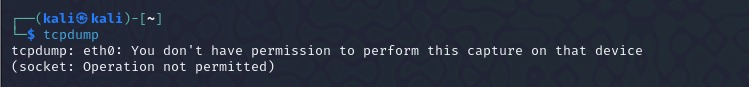 ┌──(kali㉿kali)-[~]
└─$ tcpdump
tcpdump: eth0: You don't have permission to perform this capture on that device
(socket: Operation not permitted)